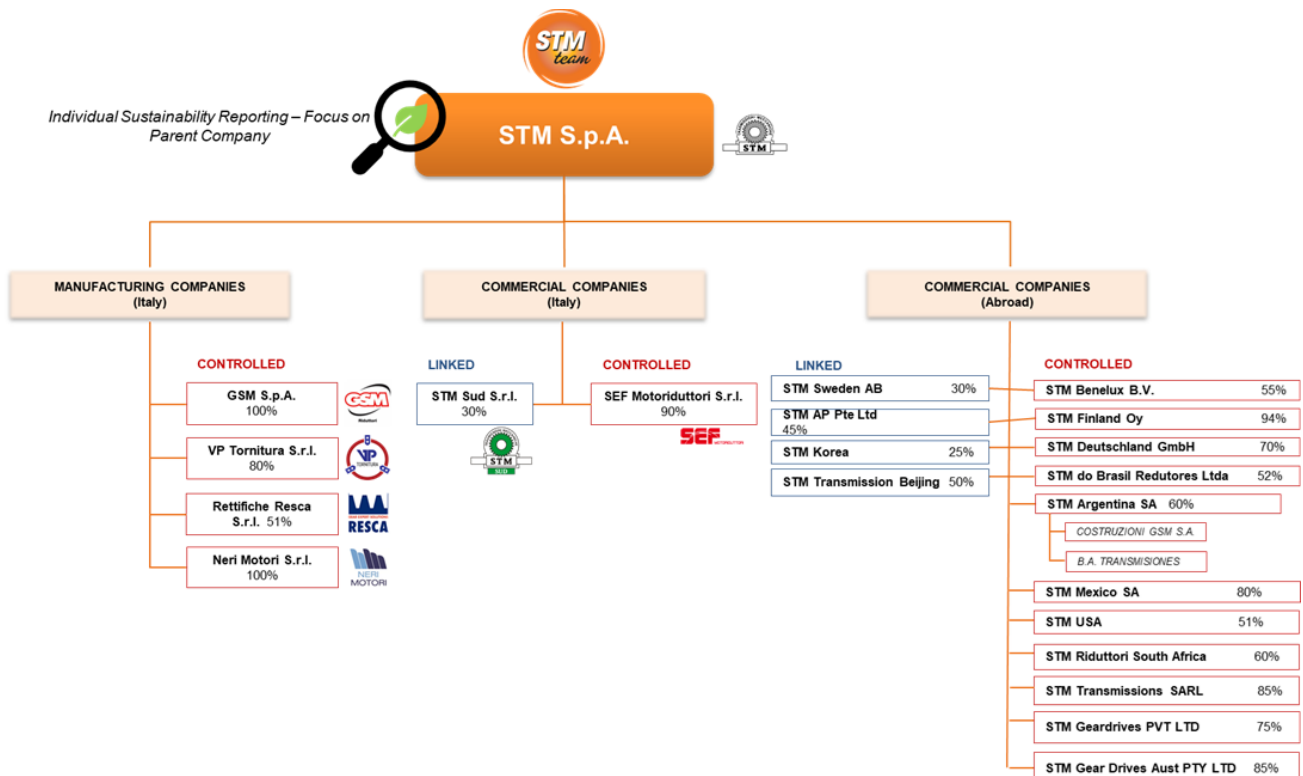 STM
team
Individual Sustainability Reporting – Focus on
Parent Company
STM S.p.A.
STM
MANUFACTURING COMPANIES
(Italy)
COMMERCIAL COMPANIES
(Italy)
COMMERCIAL COMPANIES
(Abroad)
CONTROLLED
GSM S.p.A.
100%
GSM
Riduttori
VP Tornitura S.r.l.
80%
VP
TORNITURA
Rettifiche Resca
S.r.l. 51%
RESCA
Neri Motori S.r.l.
100%
NERI
MOTORI
LINKED
STM Sud S.r.l.
30%
STM
SUD
CONTROLLED
SEF Motoriduttori S.r.l.
90%
SEF MOTORIDUTTORI
LINKED
STM Sweden AB 30%
STM AP Pte Ltd
45%
STM Korea 25%
STM Transmission Beijing 50%
CONTROLLED
STM Benelux B.V. 55%
STM Finland Oy 94%
STM Deutschland GmbH 70%
STM do Brasil Redutores Ltda 52%
STM Argentina SA 60%
COSTRUZIONI GSM S.A.
B.A. TRANSMISIONES
STM Mexico SA 80%
STM USA 51%
STM Riduttori South Africa 60%
STM Transmissions SARL 85%
STM Geardrives PVT LTD 75%
STM Gear Drives Aust PTY LTD 85%